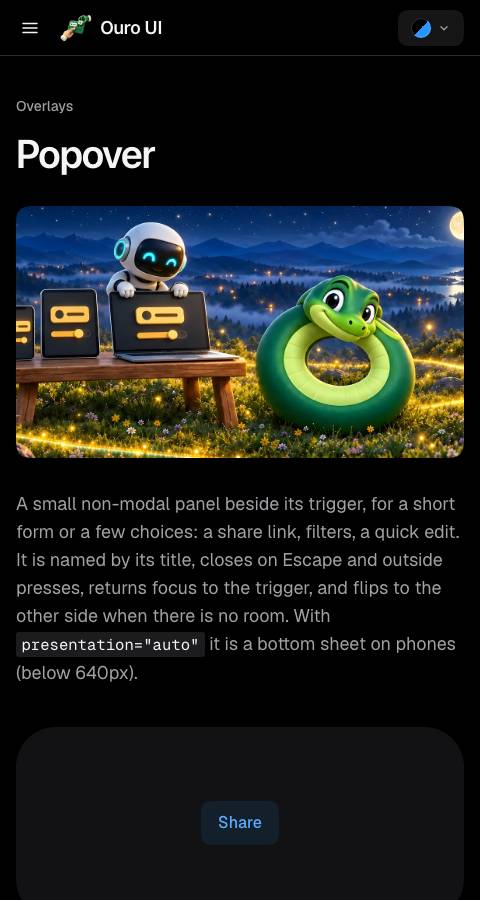 Ouro UI
Overlays
Popover
A small non-modal panel beside its trigger, for a short
form or a few choices: a share link, filters, a quick edit.
It is named by its title, closes on Escape and outside
presses, returns focus to the trigger, and flips to the
other side when there is no room. With
presentation="auto" it is a bottom sheet on phones
(below 640px).
Share